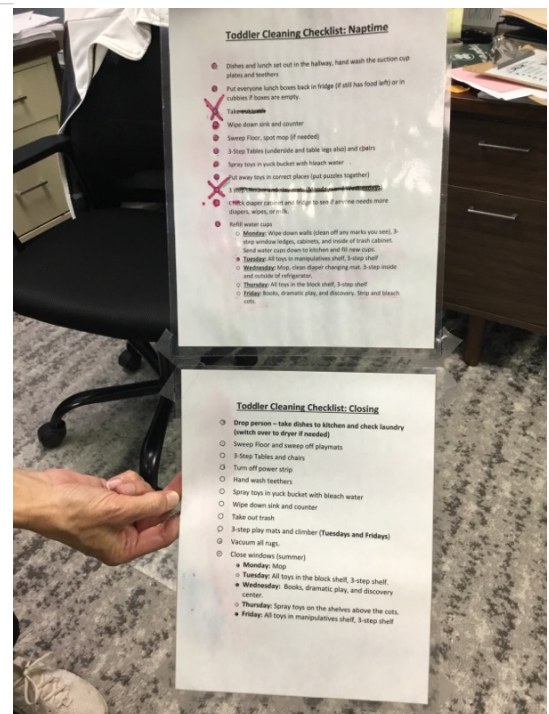 Toddler Cleaning Checklist: Naptime
Dishes and lunch set out in the hallway, hand wash the suction cup
plates and teethers
Put everyone lunch boxes back in fridge (if still has food left) or in
cubbies if boxes are empty.
Take
Wipe down sink and counter
Sweep Floor, spot mop (if needed)
3-Step Tables (underside and table legs also) and chairs
Spray toys in yuck bucket with bleach water
Put away toys in correct places (put puzzles together)
3
Check diaper cabinet and fridge to see if anyone needs more
diapers, wipes, or milk.
Refill water cups
Monday: Wipe down walls (clean off any marks you see), 3-
step window ledges, cabinets, and inside of trash cabinet.
Send water cups down to kitchen and fill new cups.
Tuesday: All toys in manipulatives shelf, 3-step shelf
Wednesday: Mop, clean diaper changing mat. 3-step inside
and outside of refrigerator.
Thursday: All toys in the block shelf, 3-step shelf
Friday: Books, dramatic play, and discovery. Strip and bleach
cots.
Toddler Cleaning Checklist: Closing
Drop person – take dishes to kitchen and check laundry
(switch over to dryer if needed)
Sweep Floor and sweep off playmats
3-Step Tables and chairs
Turn off power strip
Hand wash teethers
Spray toys in yuck bucket with bleach water
Wipe down sink and counter
Take out trash
3-step play mats and climber (Tuesdays and Fridays)
Vacuum all rugs.
Close windows (summer)
Monday: Mop
Tuesday: All toys in the block shelf, 3-step shelf.
Wednesday: Books, dramatic play, and discovery
center.
Thursday: Spray toys on the shelves above the cots.
Friday: All toys in manipulatives shelf, 3-step shelf